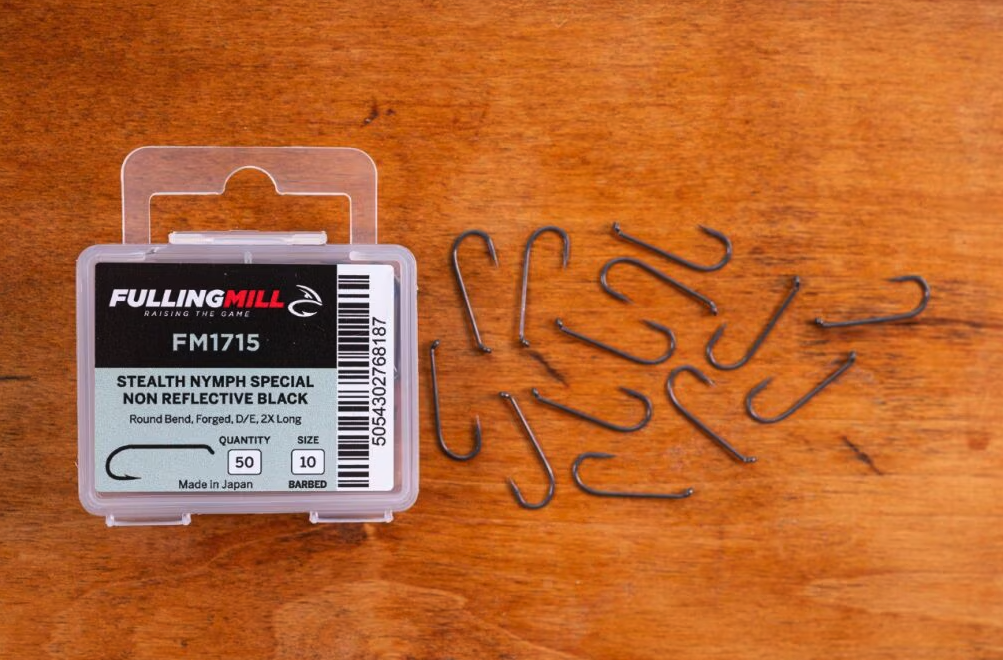 FULLINGMILL
RAISING THE GAME
FM1715
STEALTH NYMPH SPECIAL
NON REFLECTIVE BLACK
Round Bend, Forged, D/E, 2X Long
QUANTITY
50
SIZE
10
Made in Japan
BARBED
5054302768187